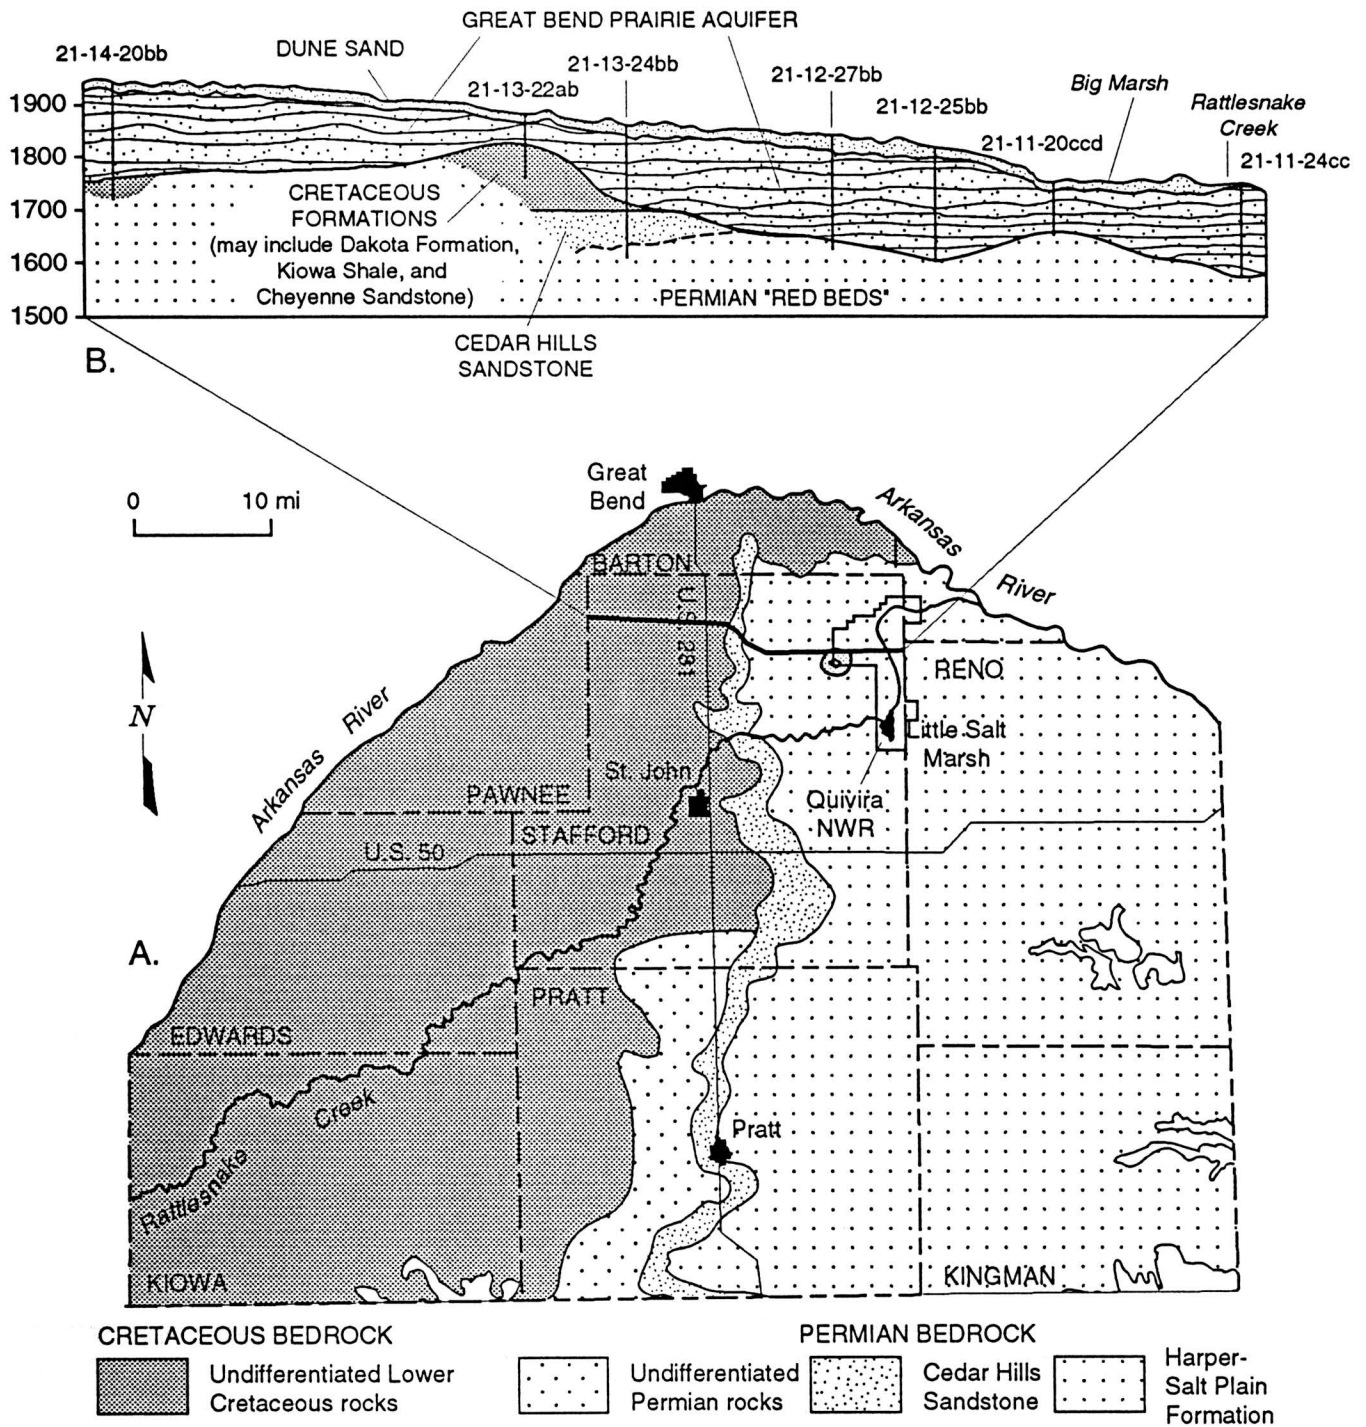 GREAT BEND PRAIRIE AQUIFER
21-14-20bb
DUNE SAND
21-13-22ab
21-13-24bb
21-12-27bb
21-12-25bb
Big Marsh
21-11-20ccd
Rattlesnake
Creek
21-11-24cc
1900
1800
1700
1600
1500
CRETACEOUS
FORMATIONS
(may include Dakota Formation,
Kiowa Shale, and
Cheyenne Sandstone)
PERMIAN "RED BEDS"
CEDAR HILLS
SANDSTONE
B.
0 10 mi
Great
Bend
Arkansas
River
BARTON
U.S. 281
N
Arkansas River
RENO
Little Salt
Marsh
St. John
PAWNEE
Quivira
NWR
STAFFORD
U.S. 50
A.
PRATT
EDWARDS
Rattlesnake Creek
Pratt
KIOWA
KINGMAN
CRETACEOUS BEDROCK
Undifferentiated Lower
Cretaceous rocks
PERMIAN BEDROCK
Undifferentiated
Permian rocks
Cedar Hills
Sandstone
Harper-
Salt Plain
Formation